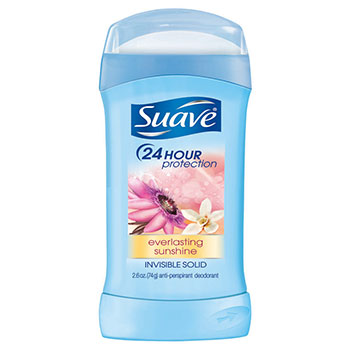 Suave
24 HOUR
protection
everlasting
sunshine
INVISIBLE SOLID
2.6 oz. (74g) anti-perspirant deodorant